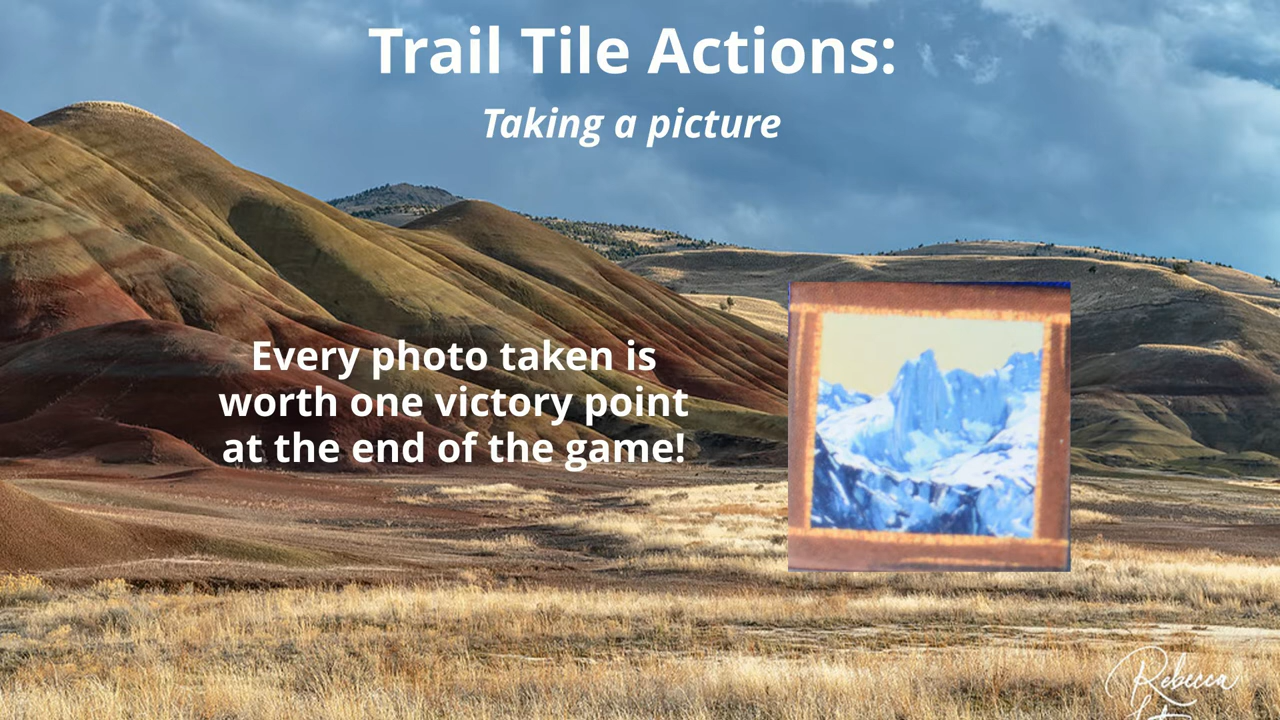 Trail Tile Actions:
Taking a picture
Every photo taken is
worth one victory point
at the end of the game!
Rebecca